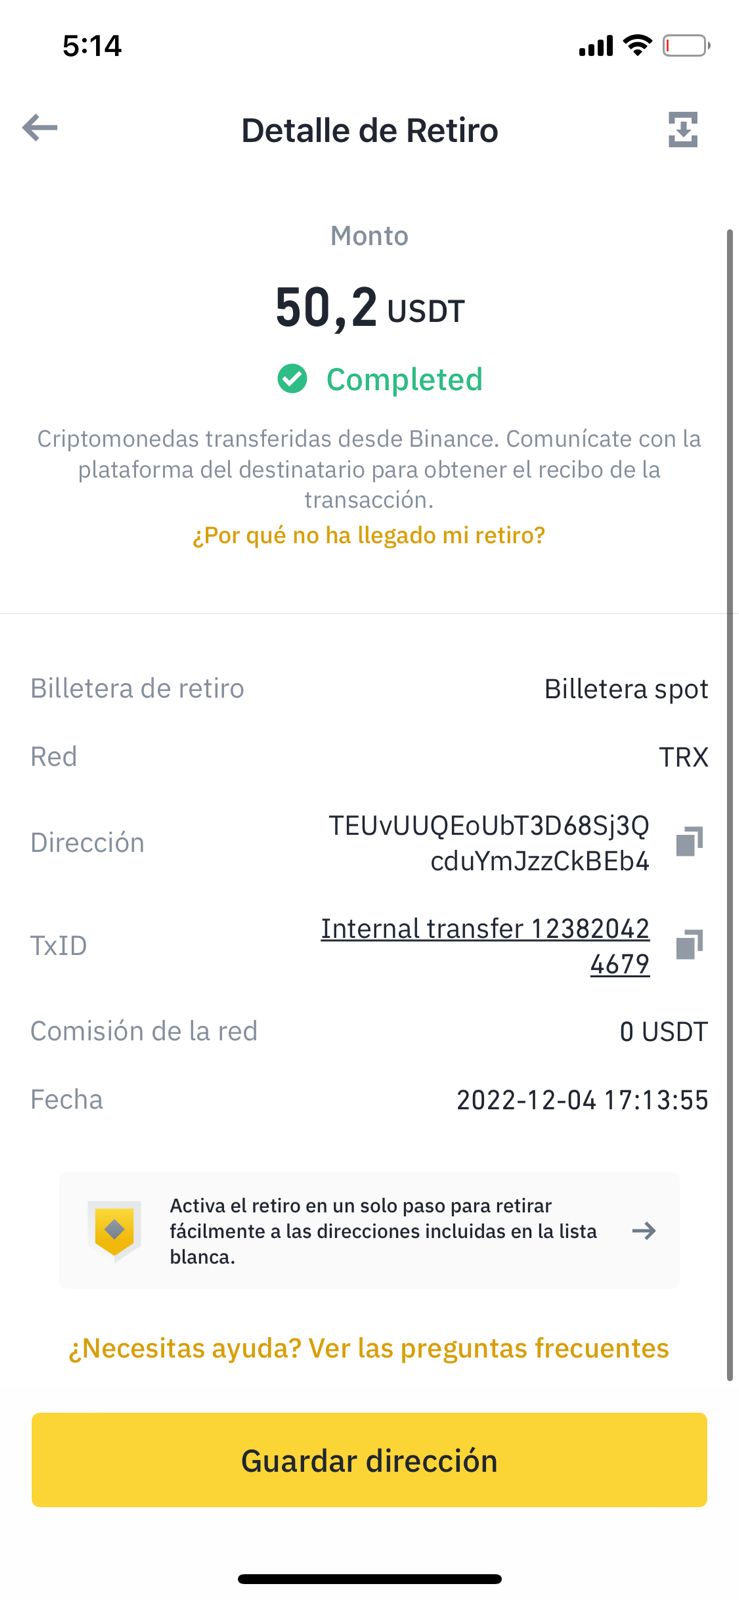 5:14
Detalle de Retiro
Monto
50,2 USDT
Completed
Criptomonedas transferidas desde Binance. Comunícate con la
plataforma del destinatario para obtener el recibo de la
transacción.
¿Por qué no ha llegado mi retiro?
Billetera de retiro Billetera spot
Red TRX
Dirección TEUvUUQEoUbT3D68Sj3Q
cduYmJzzCkBEb4
TxID Internal transfer 12382042
4679
Comisión de la red 0 USDT
Fecha 2022-12-04 17:13:55
Activa el retiro en un solo paso para retirar
fácilmente a las direcciones incluidas en la lista
blanca.
¿Necesitas ayuda? Ver las preguntas frecuentes
Guardar dirección